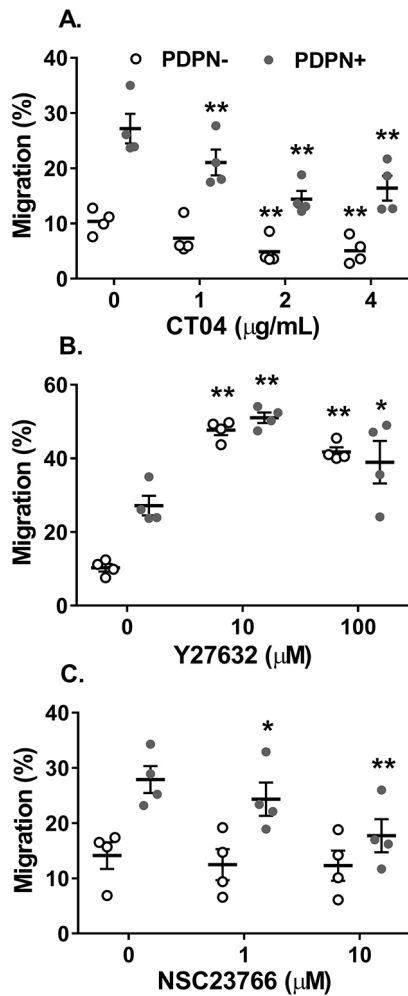 A.
PDPN- PDPN+
40
30
20
10
0
Migration (%)
**
**
**
**
**
0 1 2 4
CT04 (μg/mL)
B.
60
40
20
0
Migration (%)
** **
** *
0 10 100
Y27632 (μM)
C.
40
30
20
10
0
Migration (%)
*
**
0 1 10
NSC23766 (μM)